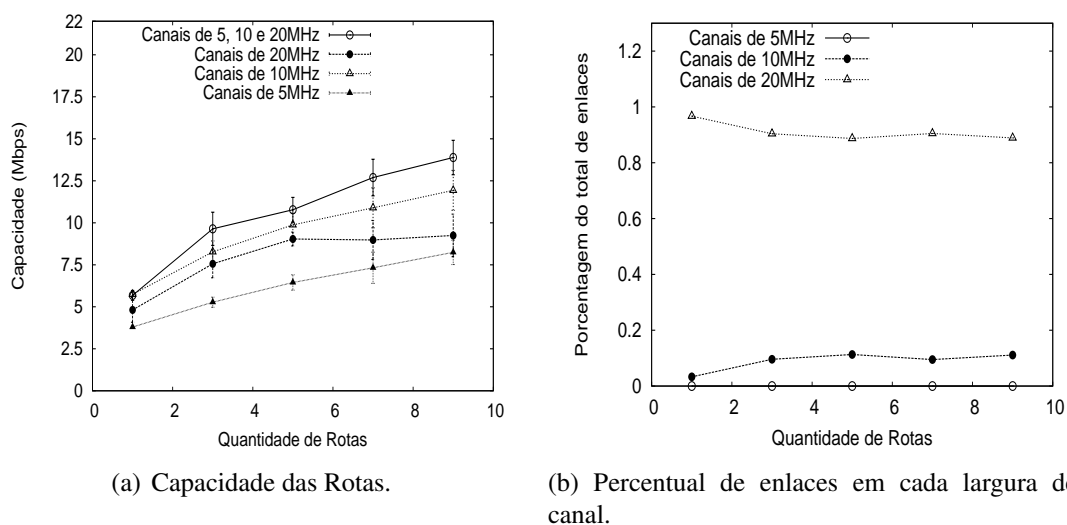 22
20
17.5
15
12.5
10
7.5
5
2.5
0
0 2 4 6 8 10
Capacidade (Mbps)
Quantidade de Rotas
Canais de 5, 10 e 20MHz
Canais de 20MHz
Canais de 10MHz
Canais de 5MHz
(a) Capacidade das Rotas.
1.2
1
0.8
0.6
0.4
0.2
0
0 2 4 6 8 10
Porcentagem do total de enlaces
Quantidade de Rotas
Canais de 5MHz
Canais de 10MHz
Canais de 20MHz
(b) Percentual de enlaces em cada largura de
canal.